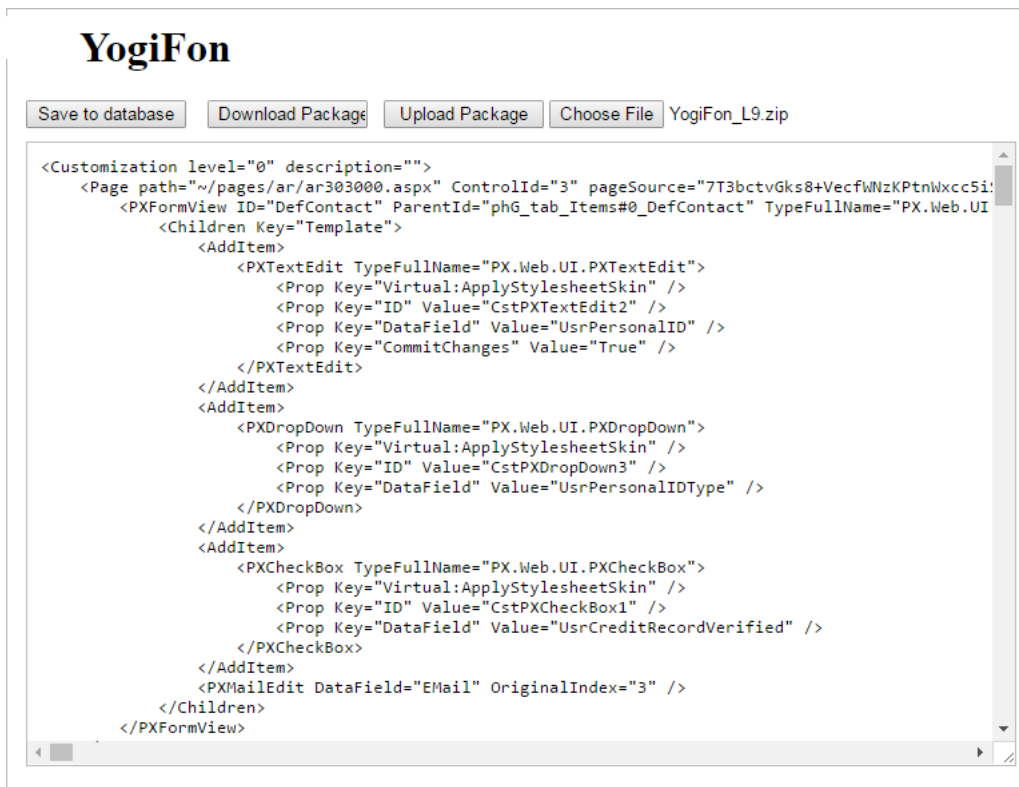 YogiFon
Save to database Download Package Upload Package Choose File YogiFon_L9.zip
<Customization level="0" description="">
<Page path="~/pages/ar/ar303000.aspx" ControlId="3" pageSource="7T3bctvGks8+VecfWNzKPtnWxcc5i
<PXFormView ID="DefContact" ParentId="phG_tab_Items#0_DefContact" TypeFullName="PX.Web.UI
<Children Key="Template">
<AddItem>
<PXTextEdit TypeFullName="PX.Web.UI.PXTextEdit">
<Prop Key="Virtual:ApplyStylesheetSkin" />
<Prop Key="ID" Value="CstPXTextEdit2" />
<Prop Key="DataField" Value="UsrPersonalID" />
<Prop Key="CommitChanges" Value="True" />
</PXTextEdit>
</AddItem>
<AddItem>
<PXDropDown TypeFullName="PX.Web.UI.PXDropDown">
<Prop Key="Virtual:ApplyStylesheetSkin" />
<Prop Key="ID" Value="CstPXDropDown3" />
<Prop Key="DataField" Value="UsrPersonalIDType" />
</PXDropDown>
</AddItem>
<AddItem>
<PXCheckBox TypeFullName="PX.Web.UI.PXCheckBox">
<Prop Key="Virtual:ApplyStylesheetSkin" />
<Prop Key="ID" Value="CstPXCheckBox1" />
<Prop Key="DataField" Value="UsrCreditRecordVerified" />
</PXCheckBox>
</AddItem>
<PXMailEdit DataField="EMail" OriginalIndex="3" />
</Children>
</PXFormView>